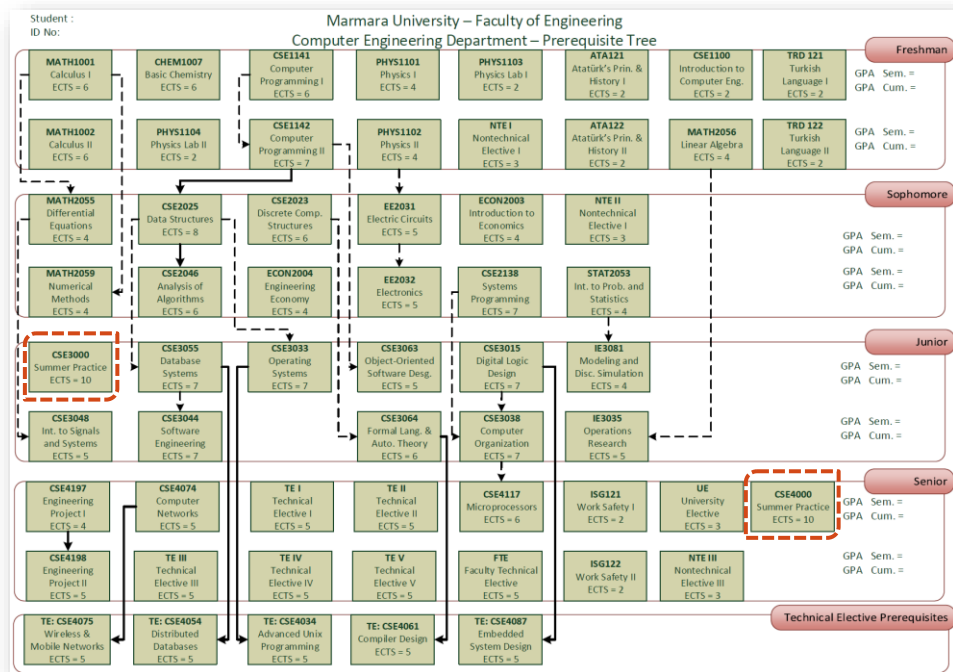 Student :
ID No:
Marmara University – Faculty of Engineering
Computer Engineering Department – Prerequisite Tree
Freshman
MATH1001
Calculus I
ECTS = 6
CHEM1007
Basic Chemistry
ECTS = 6
CSE1141
Computer
Programming I
ECTS = 6
PHYS1101
Physics I
ECTS = 4
PHYS1103
Physics Lab I
ECTS = 2
ATA121
Atatürk's Prin. &
History I
ECTS = 2
CSE1100
Introduction to
Computer Eng.
ECTS = 2
TRD 121
Turkish
Language I
ECTS = 2
GPA Sem. =
GPA Cum. =
MATH1002
Calculus II
ECTS = 6
PHYS1104
Physics Lab II
ECTS = 2
CSE1142
Computer
Programming II
ECTS = 7
PHYS1102
Physics II
ECTS = 4
NTE I
Nontechnical
Elective I
ECTS = 3
ATA122
Atatürk's Prin. &
History II
ECTS = 2
MATH2056
Linear Algebra
ECTS = 4
TRD 122
Turkish
Language II
ECTS = 2
GPA Sem. =
GPA Cum. =
Sophomore
MATH2055
Differential
Equations
ECTS = 4
CSE2025
Data Structures
ECTS = 8
CSE2023
Discrete Comp.
Structures
ECTS = 6
EE2031
Electric Circuits
ECTS = 5
ECON2003
Introduction to
Economics
ECTS = 4
NTE II
Nontechnical
Elective I
ECTS = 3
GPA Sem. =
GPA Cum. =
MATH2059
Numerical
Methods
ECTS = 4
CSE2046
Analysis of
Algorithms
ECTS = 6
ECON2004
Engineering
Economy
ECTS = 4
EE2032
Electronics
ECTS = 5
CSE2138
Systems
Programming
ECTS = 7
STAT2053
Int. to Prob. and
Statistics
ECTS = 4
GPA Sem. =
GPA Cum. =
Junior
CSE3000
Summer Practice
ECTS = 10
CSE3055
Database
Systems
ECTS = 7
CSE3033
Operating
Systems
ECTS = 7
CSE3063
Object-Oriented
Software Desg.
ECTS = 5
CSE3015
Digital Logic
Design
ECTS = 7
IE3081
Modeling and
Disc. Simulation
ECTS = 4
GPA Sem. =
GPA Cum. =
CSE3048
Int. to Signals
and Systems
ECTS = 5
CSE3044
Software
Engineering
ECTS = 7
CSE3064
Formal Lang. &
Auto. Theory
ECTS = 6
CSE3038
Computer
Organization
ECTS = 7
IE3035
Operations
Research
ECTS = 5
GPA Sem. =
GPA Cum. =
Senior
CSE4197
Engineering
Project I
ECTS = 4
CSE4074
Computer
Networks
ECTS = 5
TE I
Technical
Elective I
ECTS = 5
TE II
Technical
Elective II
ECTS = 5
CSE4117
Microprocessors
ECTS = 6
ISG121
Work Safety I
ECTS = 2
UE
University
Elective
ECTS = 3
CSE4000
Summer Practice
ECTS = 10
GPA Sem. =
GPA Cum. =
CSE4198
Engineering
Project II
ECTS = 5
TE III
Technical
Elective III
ECTS = 5
TE IV
Technical
Elective IV
ECTS = 5
TE V
Technical
Elective V
ECTS = 5
FTE
Faculty Technical
Elective
ECTS = 5
ISG122
Work Safety II
ECTS = 2
NTE III
Nontechnical
Elective III
ECTS = 3
GPA Sem. =
GPA Cum. =
Technical Elective Prerequisites
TE: CSE4075
Wireless &
Mobile Networks
ECTS = 5
TE: CSE4054
Distributed
Databases
ECTS = 5
TE: CSE4034
Advanced Unix
Programming
ECTS = 5
TE: CSE4061
Compiler Design
ECTS = 5
TE: CSE4087
Embedded
System Design
ECTS = 5